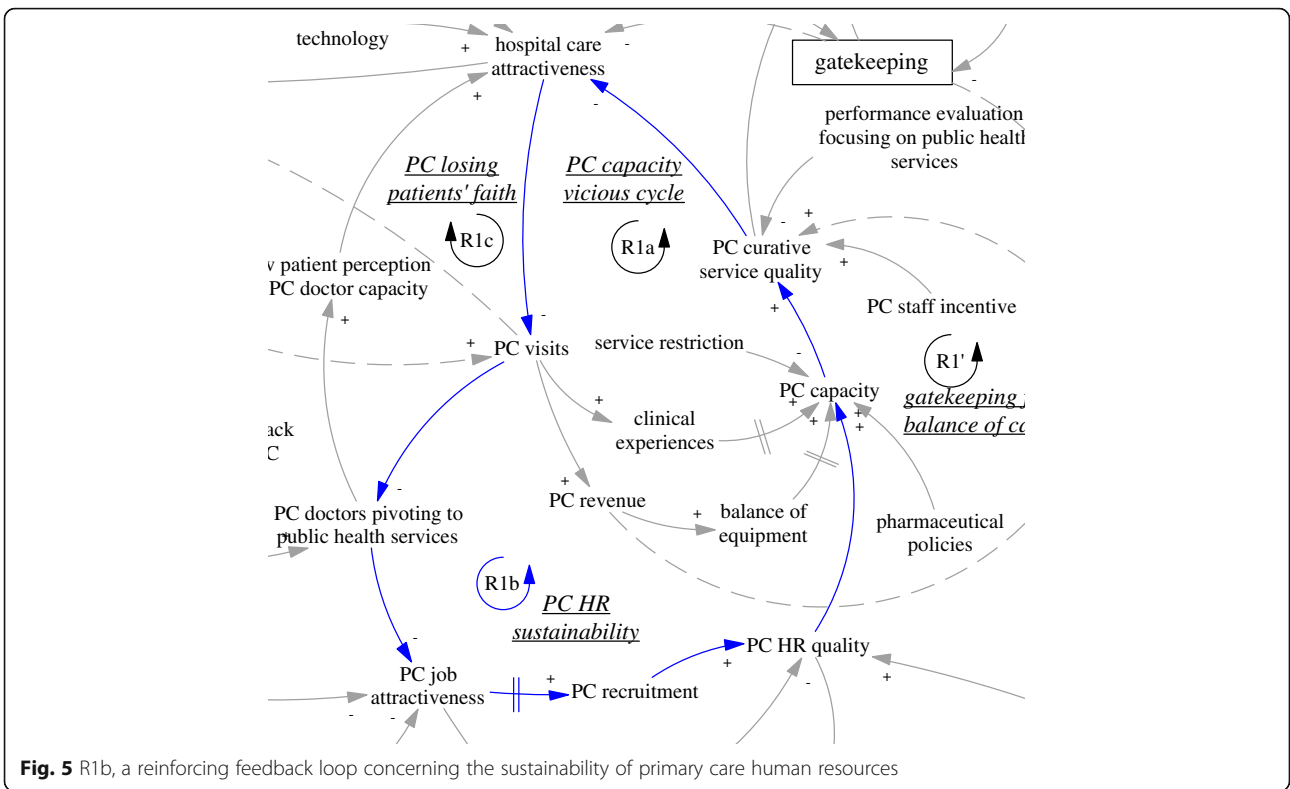 technology
hospital care
attractiveness
gatekeeping
performance evaluation
focusing on public health
services
PC losing
patients' faith
PC capacity
vicious cycle
R1c
R1a
PC curative
service quality
patient perception
PC doctor capacity
PC staff incentive
PC visits
service restriction
R1'
PC capacity
gatekeeping
balance of
clinical
experiences
ack
C
PC revenue
balance of
equipment
pharmaceutical
policies
PC doctors pivoting to
public health services
R1b
PC HR
sustainability
PC HR quality
PC job
attractiveness
PC recruitment
Fig. 5 R1b, a reinforcing feedback loop concerning the sustainability of primary care human resources